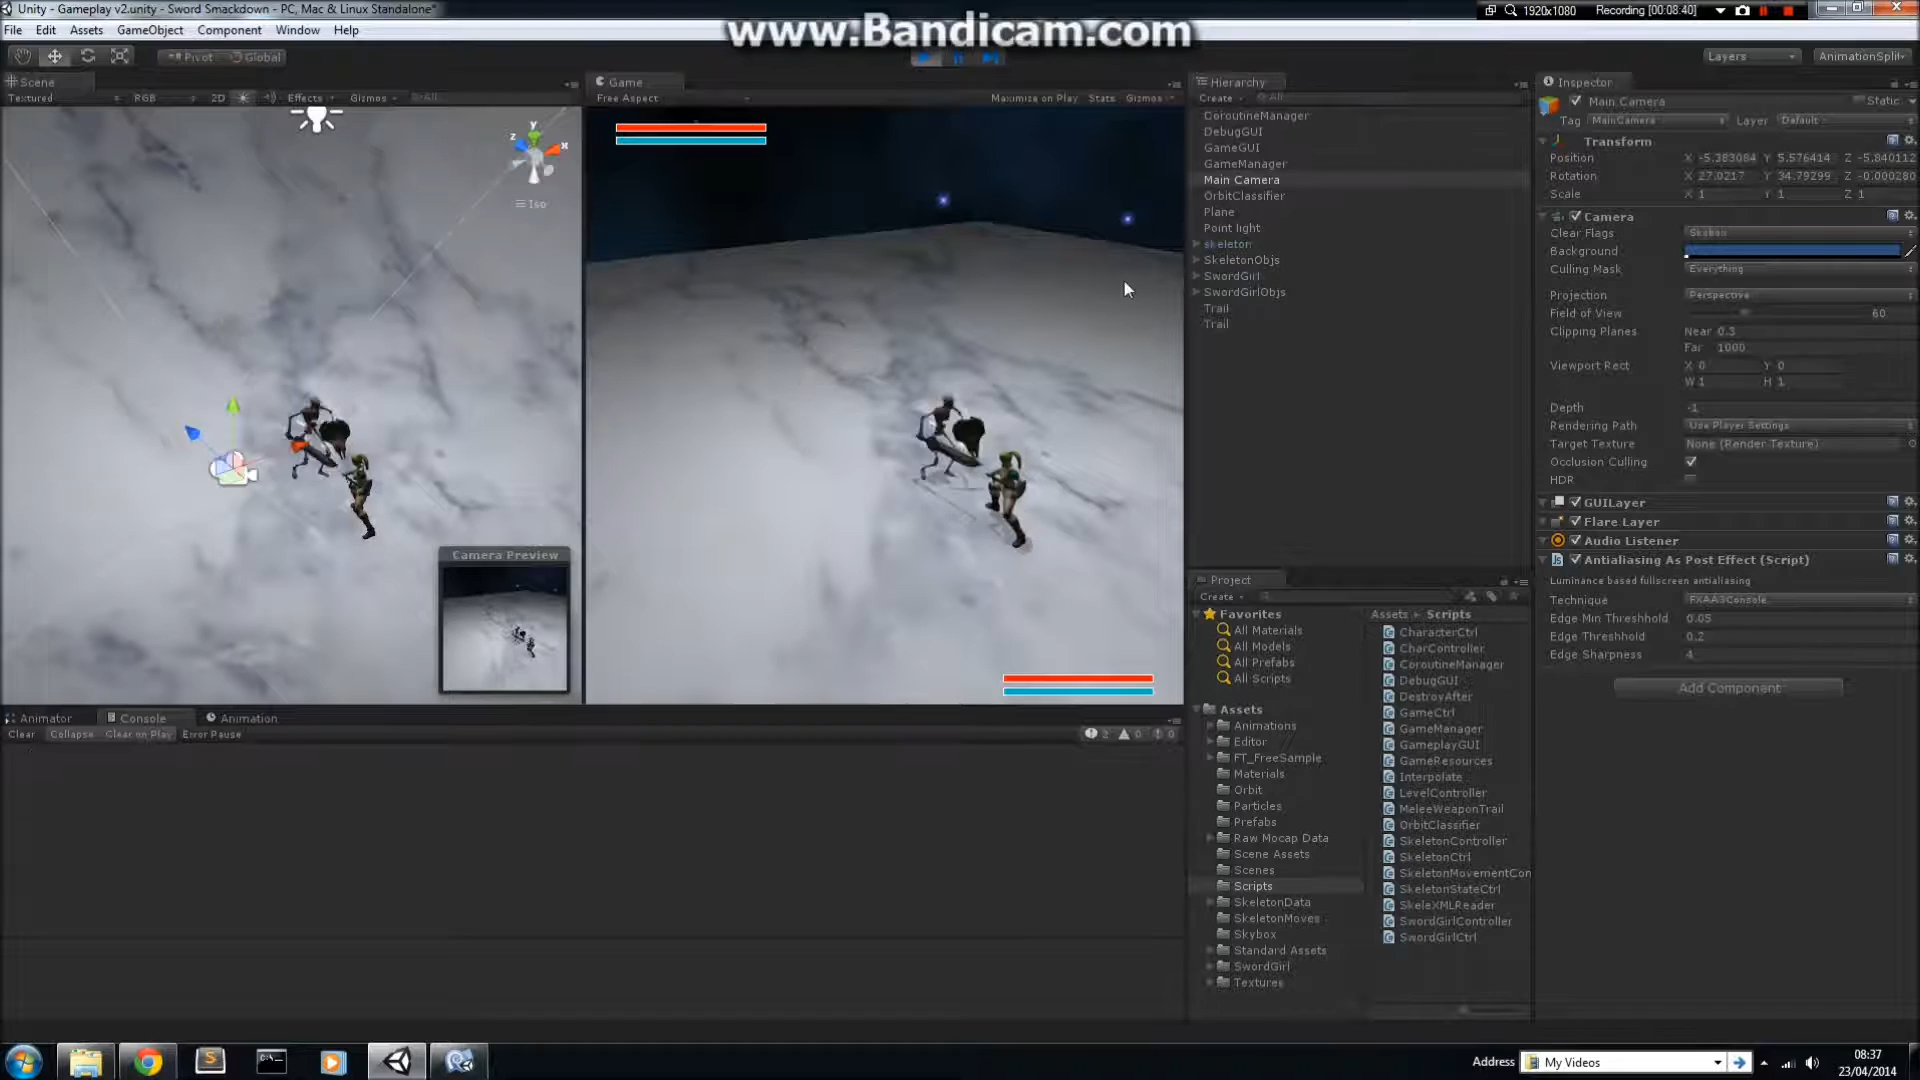 Unity - Gameplay v2.unity - Sword Smackdown - PC, Mac & Linux Standalone*
www.Bandicam.com
1920x1080
Recording [00:08:40]
File Edit Assets GameObject Component Window Help
Pivot Global
Layers
AnimationSplit
Scene
Textured RGB 2D Effects Gizmos All
y
z
x
Iso
Camera Preview
Game
Free Aspect Maximize on Play Stats Gizmos
Hierarchy
Create All
CoroutineManager
DebugGUI
GameGUI
GameManager
Main Camera
OrbitClassifier
Plane
Point light
skeleton
SkeletonObjs
SwordGirl
SwordGirlObjs
Trail
Trail
Inspector
Main Camera Static
Tag MainCamera Layer Default
Transform
Position X -5.383084 Y 5.576414 Z -5.840112
Rotation X 27.0217 Y 34.79299 Z -0.000280
Scale X 1 Y 1 Z 1
Camera
Clear Flags Skybox
Background
Culling Mask Everything
Projection Perspective
Field of View 60
Clipping Planes Near 0.3
Far 1000
Viewport Rect X 0 Y 0
W 1 H 1
Depth -1
Rendering Path Use Player Settings
Target Texture None (Render Texture)
Occlusion Culling
HDR
GUILayer
Flare Layer
Audio Listener
Antialiasing As Post Effect (Script)
Luminance based fullscreen antialiasing
Technique FXAA3Console
Edge Min Threshhold 0.05
Edge Threshhold 0.2
Edge Sharpness 4
Add Component
Animator Console Animation
Clear Collapse Clear on Play Error Pause
2 0 0
Project
Create
Favorites
All Materials
All Models
All Prefabs
All Scripts
Assets
Animations
Editor
FT_FreeSample
Materials
Orbit
Particles
Prefabs
Raw Mocap Data
Scene Assets
Scenes
Scripts
SkeletonData
SkeletonMoves
Skybox
Standard Assets
SwordGirl
Textures
Assets Scripts
CharacterCtrl
CharController
CoroutineManager
DebugGUI
DestroyAfter
GameCtrl
GameManager
GameplayGUI
GameResources
Interpolate
LevelController
MeleeWeaponTrail
OrbitClassifier
SkeletonController
SkeletonCtrl
SkeletonMovementCon
SkeletonStateCtrl
SkeleXMLReader
SwordGirlController
SwordGirlCtrl
Address My Videos
08:37
23/04/2014